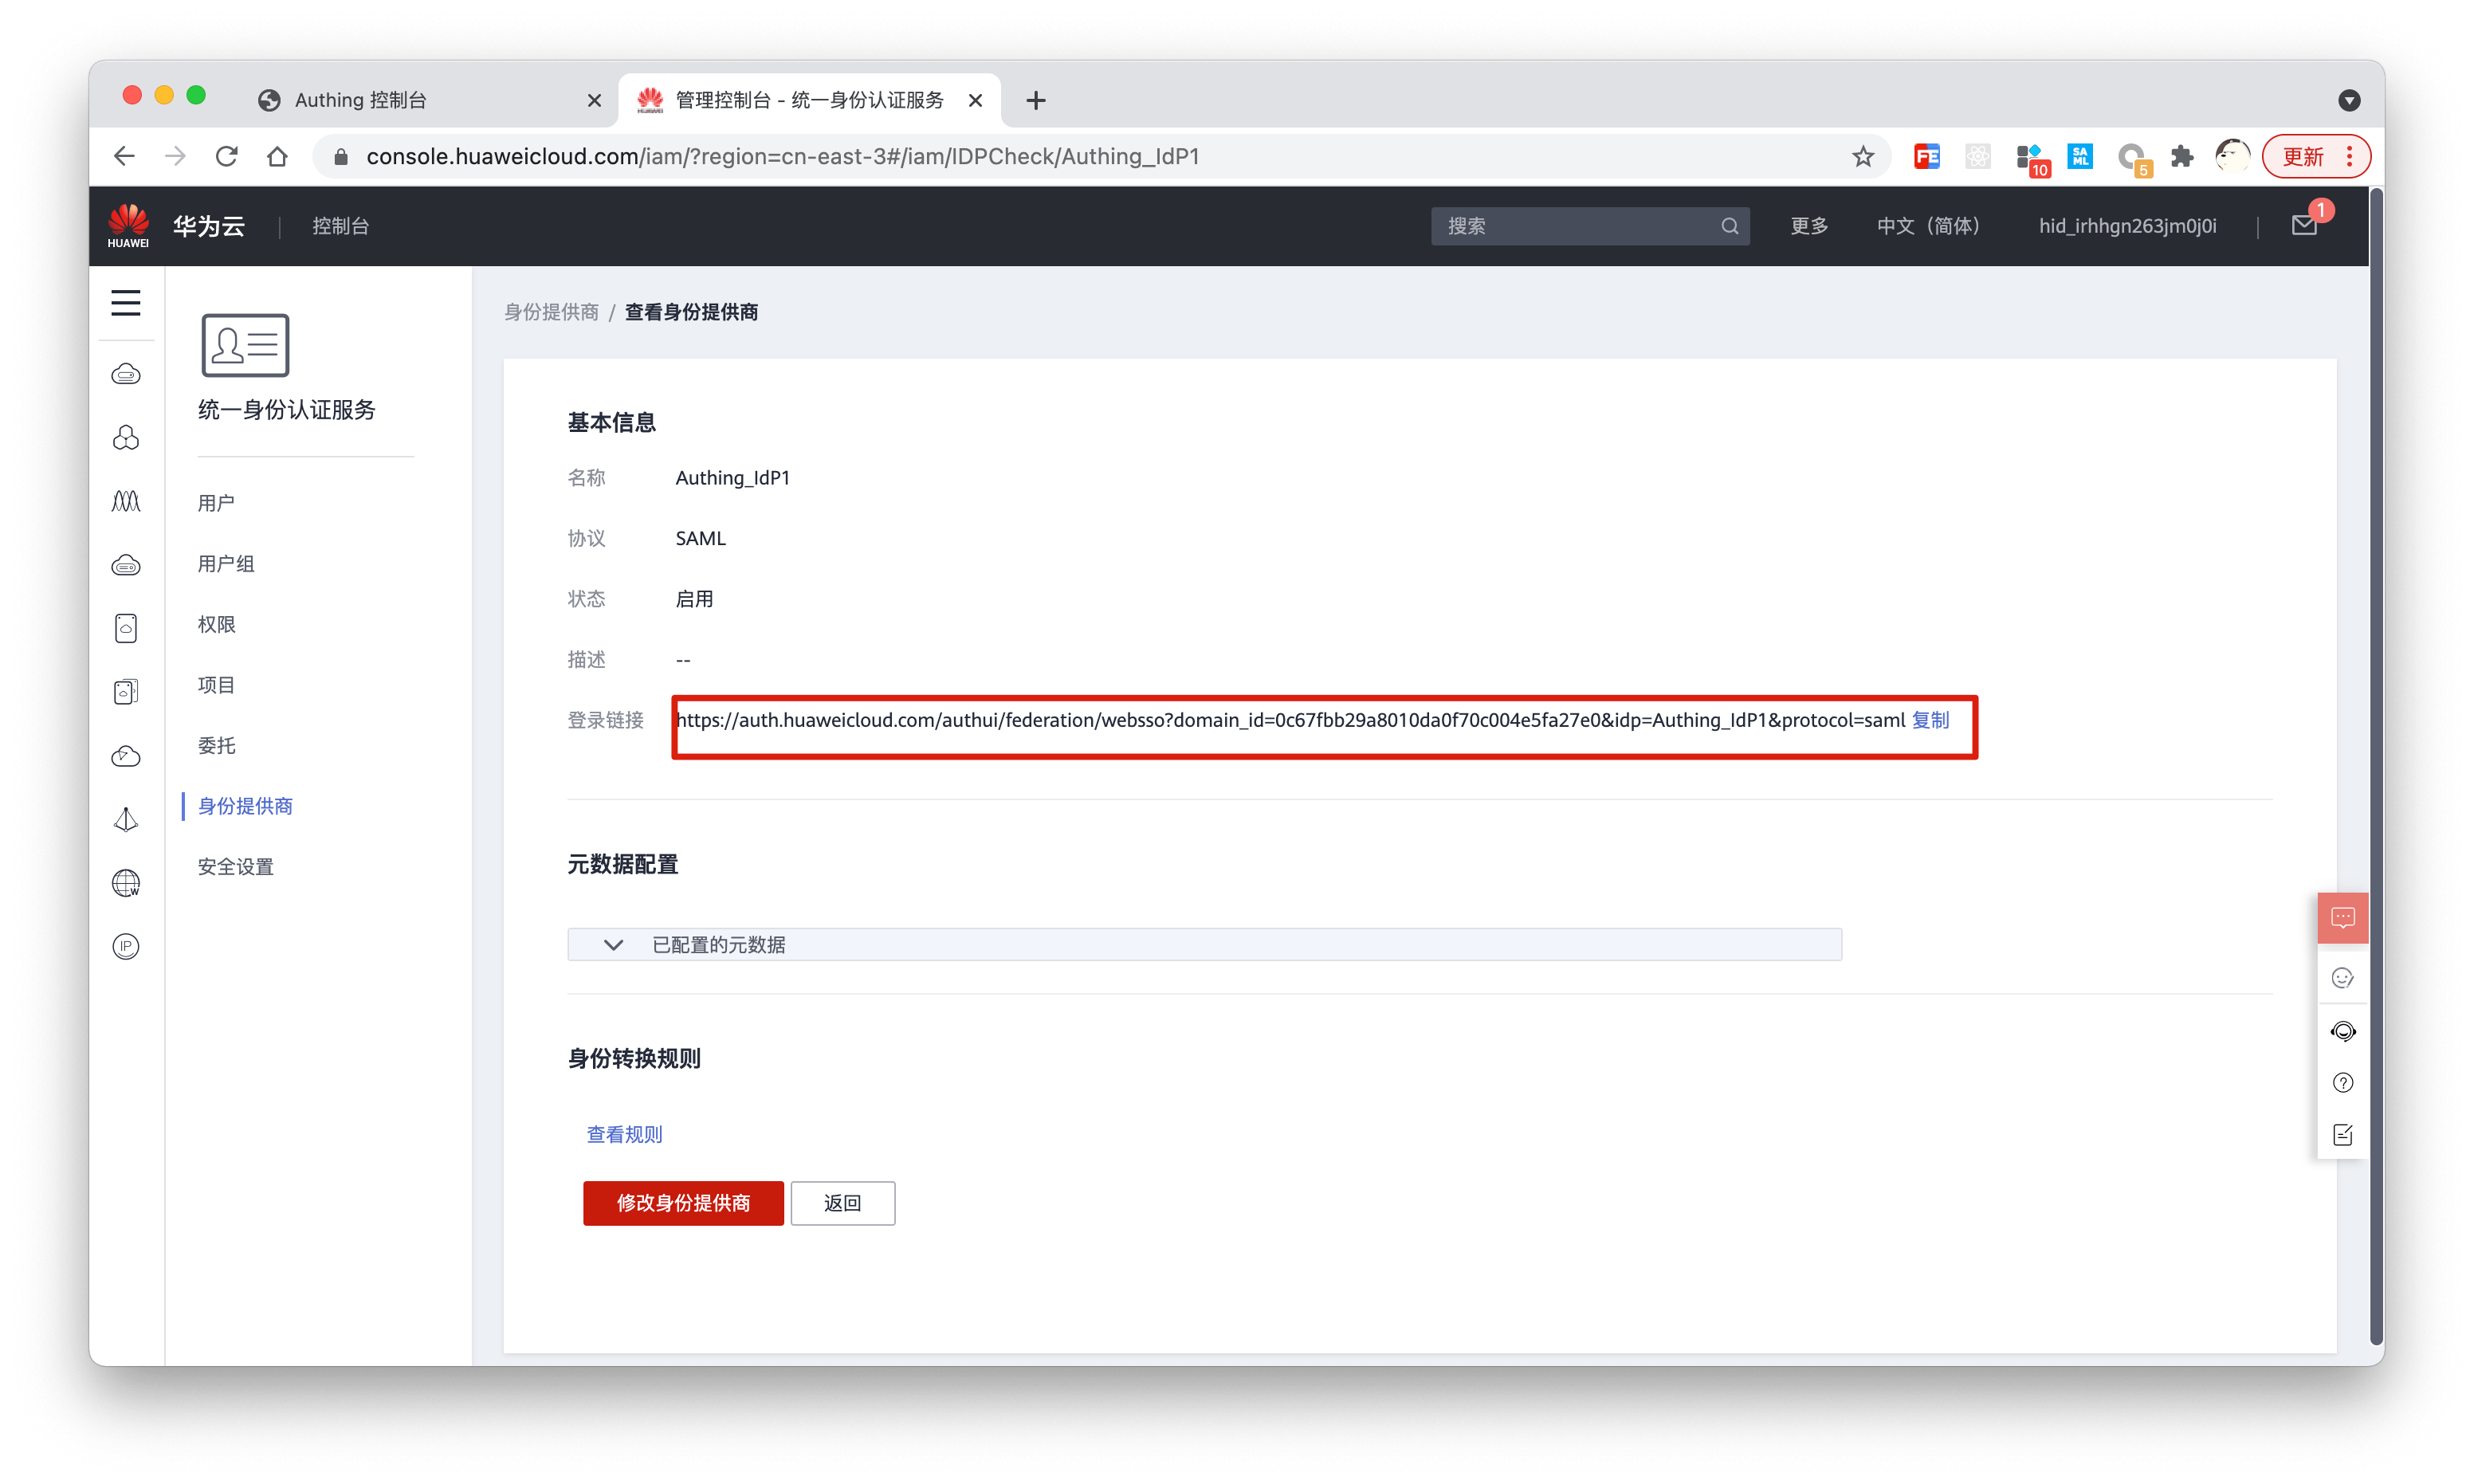 Authing 控制台
管理控制台 - 统一身份认证服务
console.huaweicloud.com/iam/?region=cn-east-3#/iam/IDPCheck/Authing_IdP1
FE
10
SA
ML
5
更新
HUAWEI
华为云
控制台
搜索
更多
中文（简体）
hid_irhhgn263jm0j0i
1
统一身份认证服务
用户
用户组
权限
项目
委托
身份提供商
安全设置
W
IP
身份提供商 / 查看身份提供商
基本信息
名称 Authing_IdP1
协议 SAML
状态 启用
描述 --
登录链接 https://auth.huaweicloud.com/authui/federation/websso?domain_id=0c67fbb29a8010da0f70c004e5fa27e0&idp=Authing_IdP1&protocol=saml 复制
元数据配置
已配置的元数据
身份转换规则
查看规则
修改身份提供商
返回